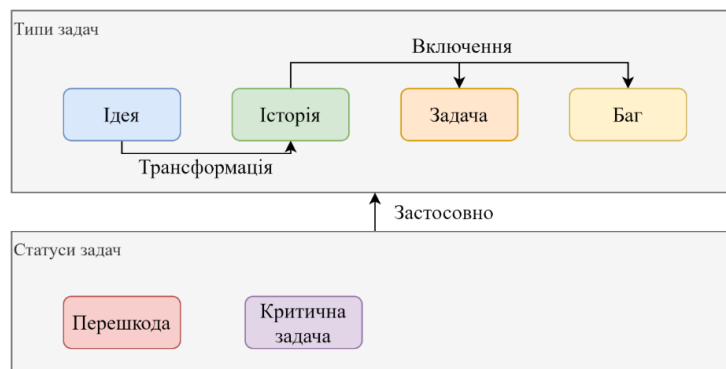 Типи задач
Включення
Ідея
Історія
Задача
Баг
Трансформація
Застосовно
Статуси задач
Перешкода
Критична
задача